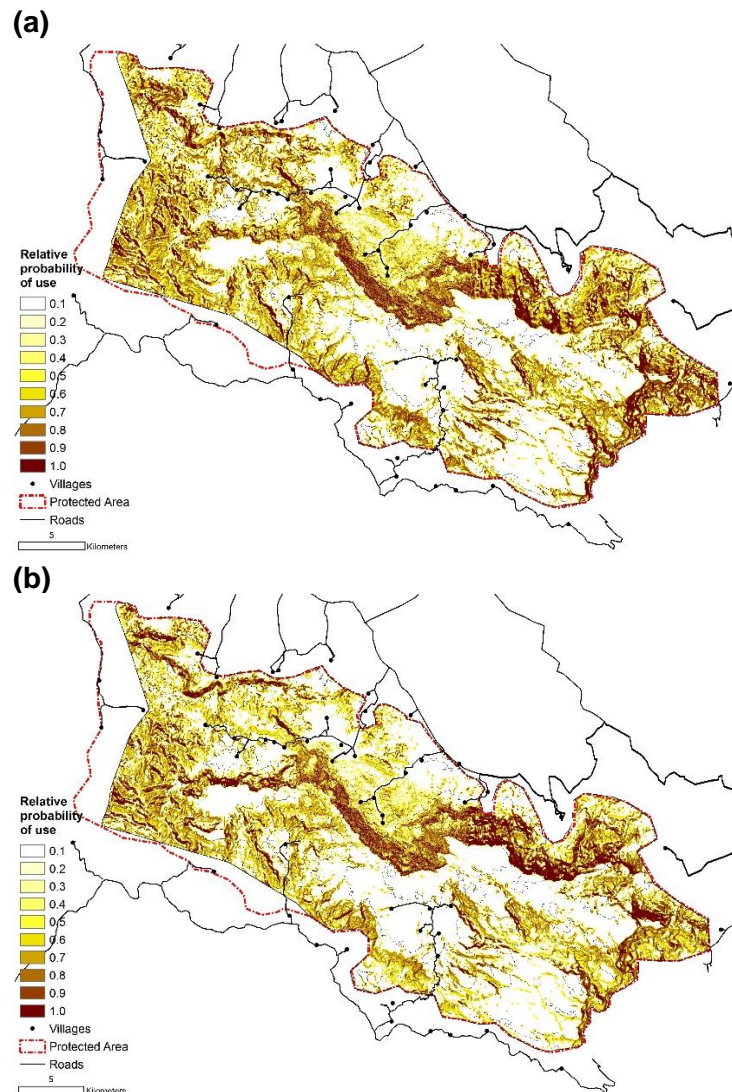 (a)
Relative
probability
of use
0.1
0.2
0.3
0.4
0.5
0.6
0.7
0.8
0.9
1.0
Villages
Protected Area
Roads
5
Kilometers
(b)
Relative
probability
of use
0.1
0.2
0.3
0.4
0.5
0.6
0.7
0.8
0.9
1.0
Villages
Protected Area
Roads
5
Kilometers